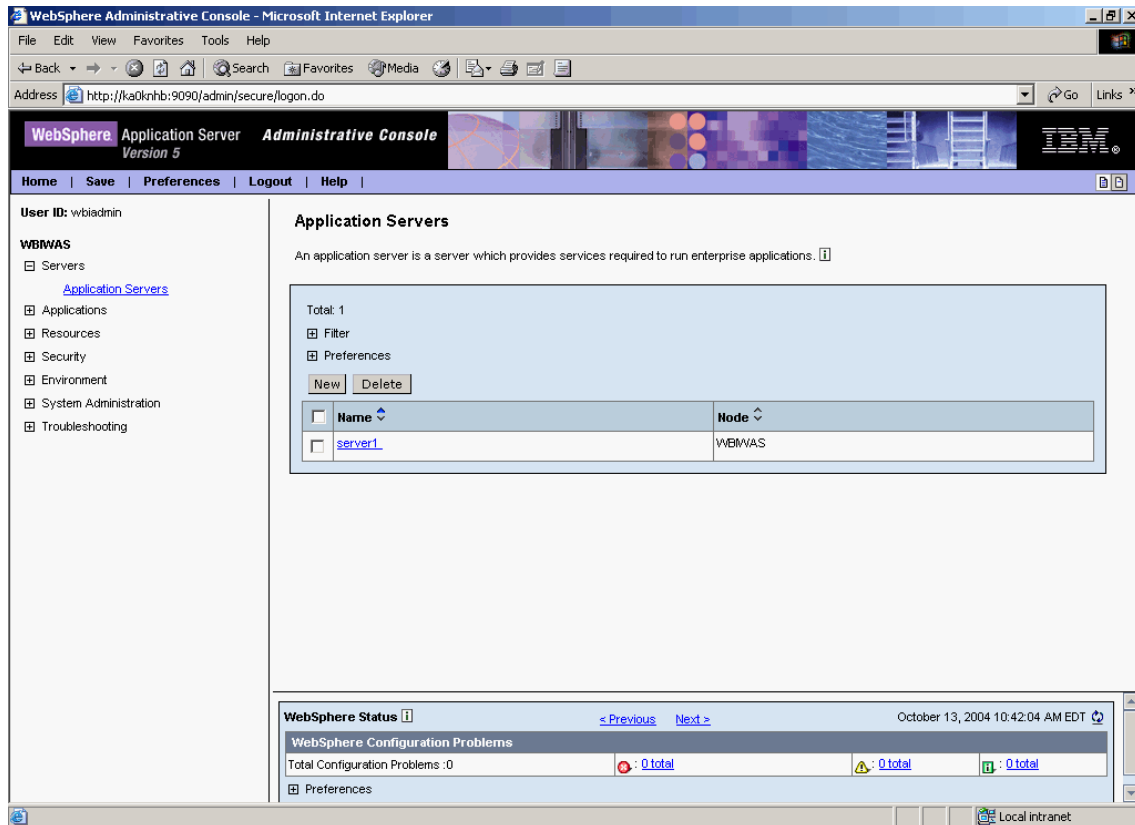 WebSphere Administrative Console - Microsoft Internet Explorer
File Edit View Favorites Tools Help
Back Search Favorites Media
Address http://ka0knhb:9090/admin/secure/logon.do Go Links »
WebSphere Application Server Administrative Console
Version 5
IBM®
Home | Save | Preferences | Logout | Help |
User ID: wbiadmin
WBIWAS
Servers
Application Servers
Applications
Resources
Security
Environment
System Administration
Troubleshooting
Application Servers
An application server is a server which provides services required to run enterprise applications. i
Total: 1
Filter
Preferences
New Delete
Name Node
server1 WBIWAS
WebSphere Status i < Previous Next > October 13, 2004 10:42:04 AM EDT
WebSphere Configuration Problems
Total Configuration Problems :0 : 0 total : 0 total : 0 total
Preferences
Local intranet